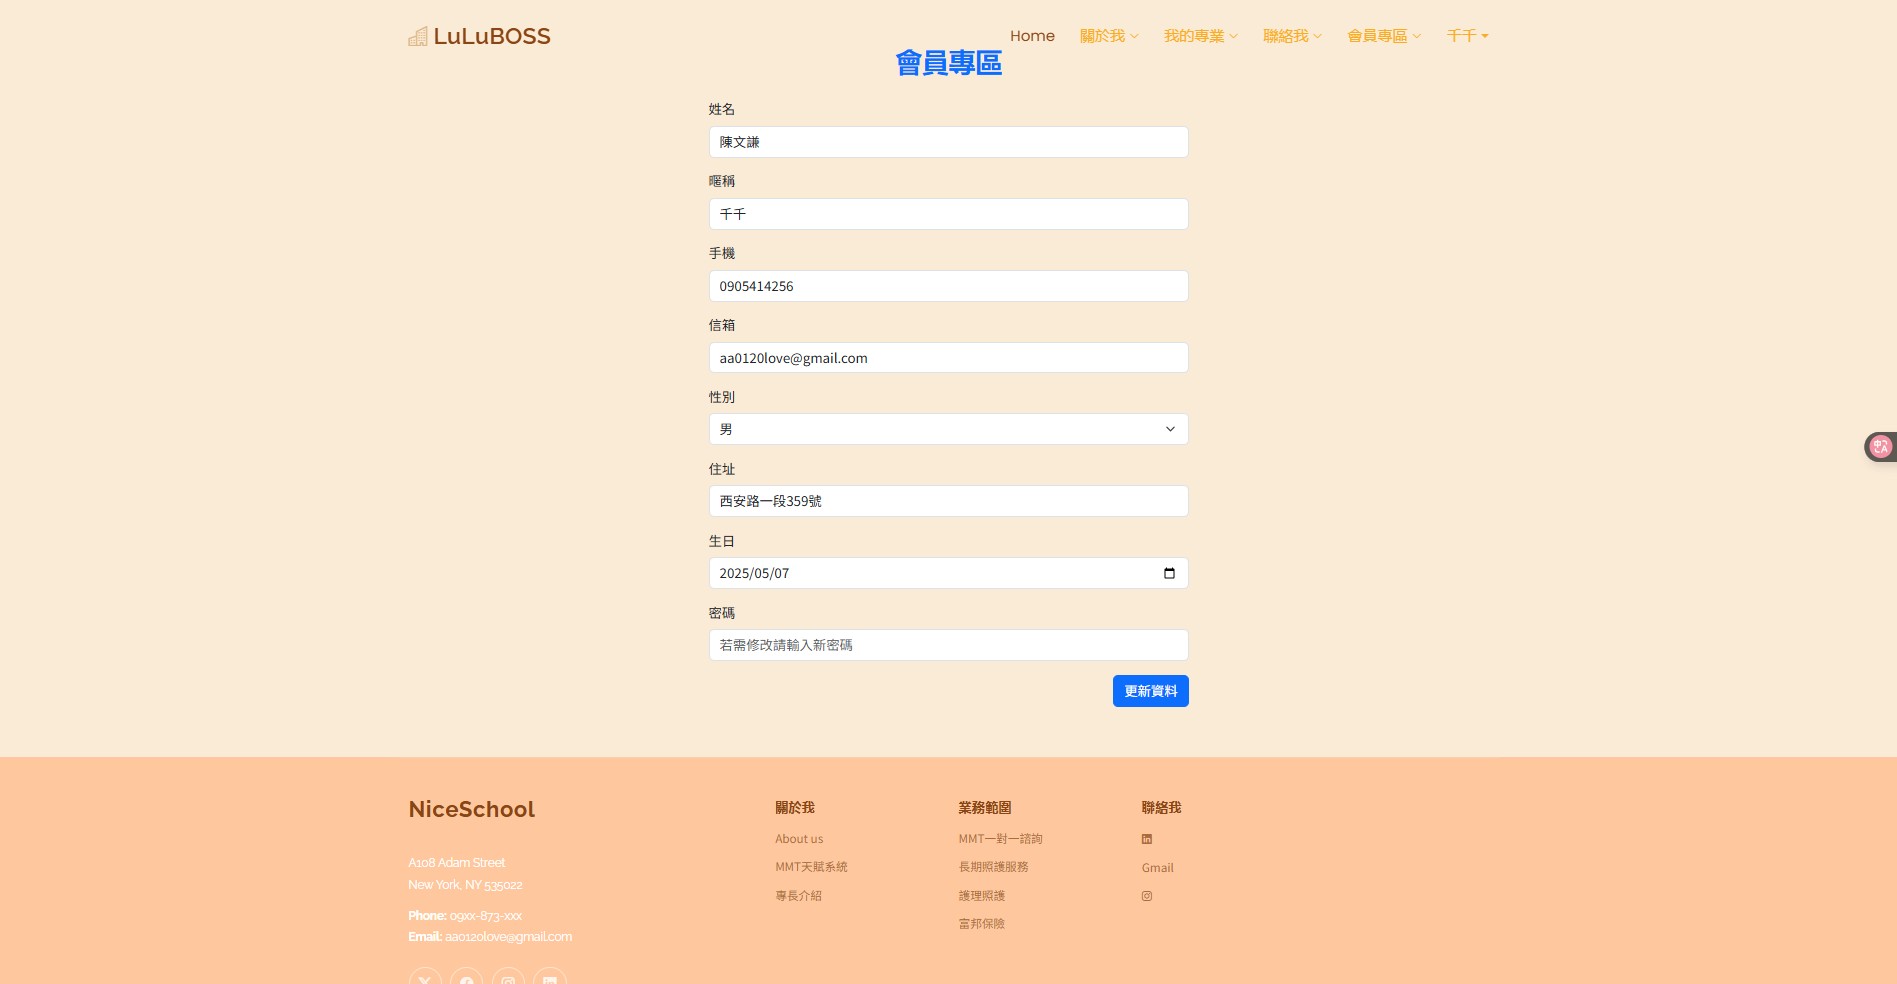 LuLuBOSS
Home 關於我 我的專業 聯絡我 會員專區 千千
會員專區
姓名
陳文謙
暱稱
千千
手機
0905414256
信箱
aa0120love@gmail.com
性別
男
住址
西安路一段359號
生日
2025/05/07
密碼
若需修改請輸入新密碼
更新資料
NiceSchool
A108 Adam Street
New York, NY 535022
Phone: 09xx-873-xxx
Email: aa0120love@gmail.com
關於我
About us
MMT天賦系統
專長介紹
業務範圍
MMT一對一諮詢
長期照護服務
護理照護
富邦保險
聯絡我
Gmail